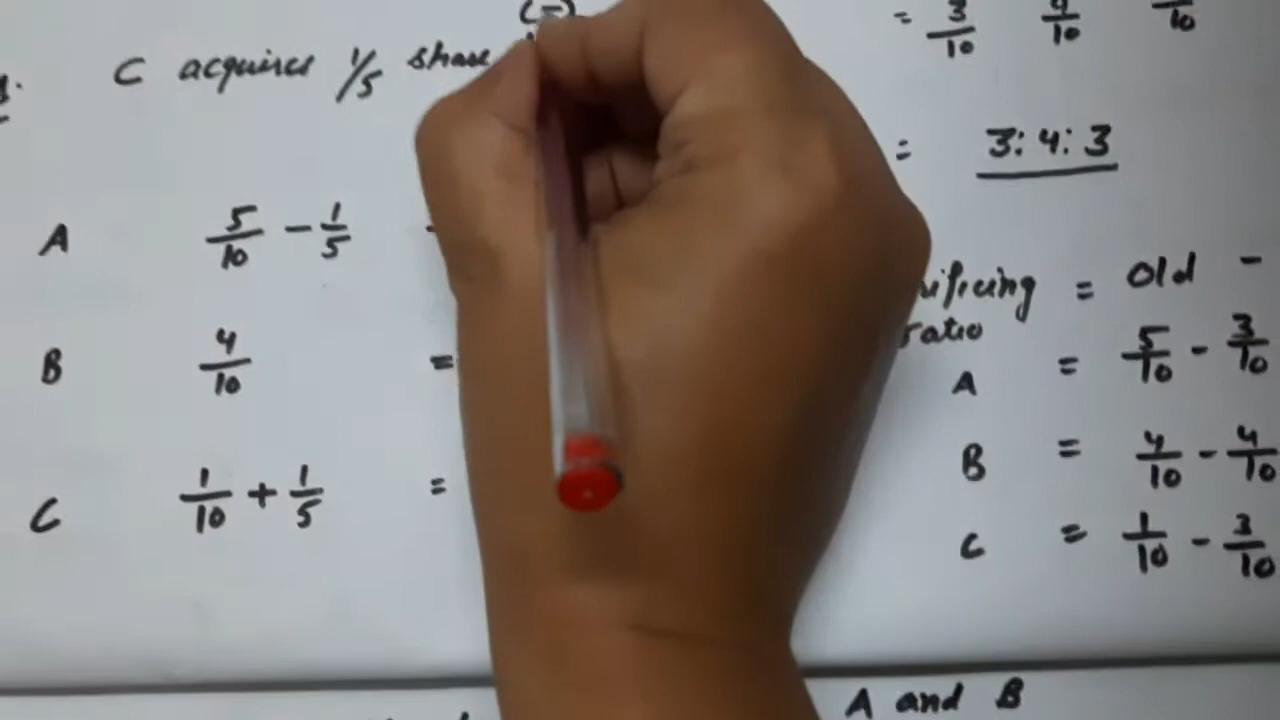 C acquires 1/5 share
= 3/10 4/10 /10
= 3:4:3
A 5/10 - 1/5
B 4/10 =
C 1/10 + 1/5 =
= Old -
ratio
A = 5/10 - 3/10
B = 4/10 - 4/10
C = 1/10 - 3/10
A and B